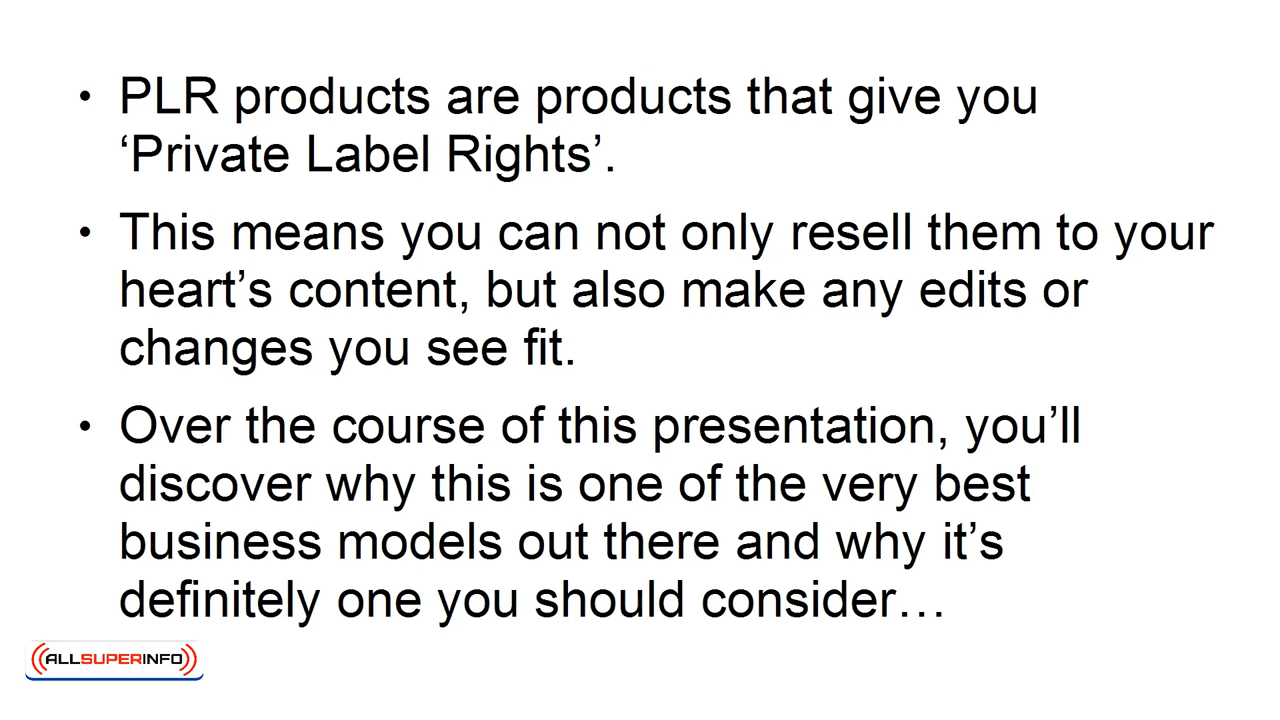 • PLR products are products that give you
‘Private Label Rights’.
• This means you can not only resell them to your
heart’s content, but also make any edits or
changes you see fit.
• Over the course of this presentation, you’ll
discover why this is one of the very best
business models out there and why it’s
definitely one you should consider…
ALLSUPERINFO